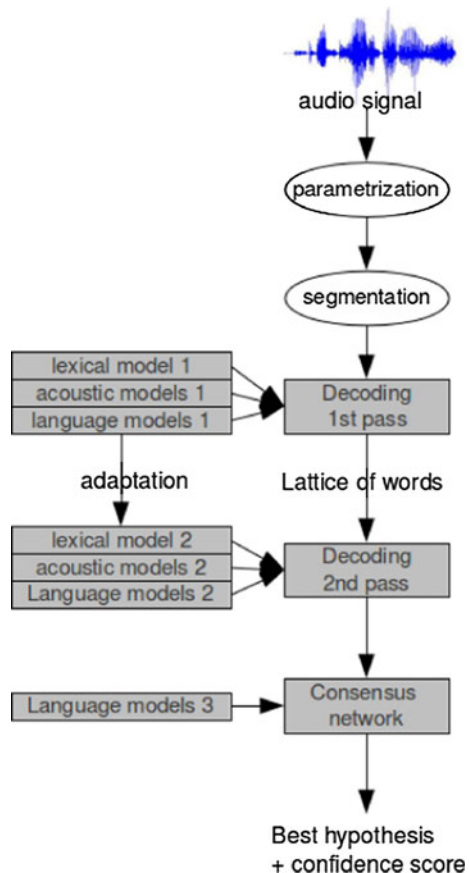 audio signal
parametrization
segmentation
lexical model 1
acoustic models 1
language models 1
Decoding
1st pass
adaptation
Lattice of words
lexical model 2
acoustic models 2
Language models 2
Decoding
2nd pass
Language models 3
Consensus
network
Best hypothesis
+ confidence score